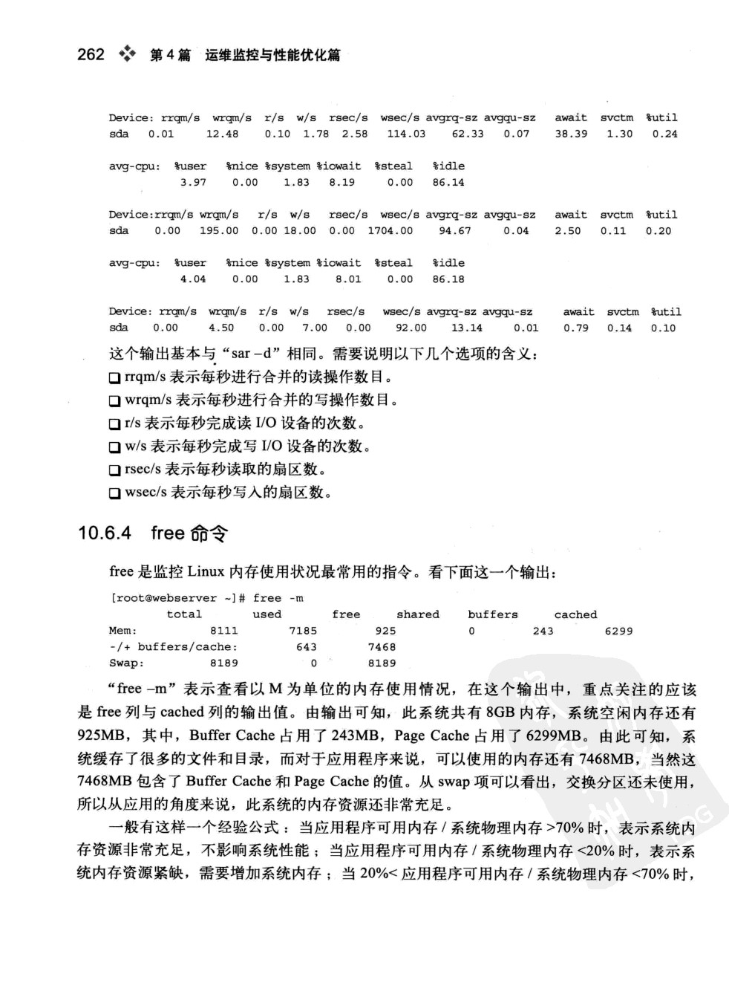 262 第4篇 运维监控与性能优化篇
Device: rrqm/s wrqm/s r/s w/s rsec/s wsec/s avgrq-sz avgqu-sz await svctm %util
sda 0.01 12.48 0.10 1.78 2.58 114.03 62.33 0.07 38.39 1.30 0.24
avg-cpu: %user %nice %system %iowait %steal %idle
3.97 0.00 1.83 8.19 0.00 86.14
Device:rrqm/s wrqm/s r/s w/s rsec/s wsec/s avgrq-sz avgqu-sz await svctm %util
sda 0.00 195.00 0.00 18.00 0.00 1704.00 94.67 0.04 2.50 0.11 0.20
avg-cpu: %user %nice %system %iowait %steal %idle
4.04 0.00 1.83 8.01 0.00 86.18
Device: rrqm/s wrqm/s r/s w/s rsec/s wsec/s avgrq-sz avgqu-sz await svctm %util
sda 0.00 4.50 0.00 7.00 0.00 92.00 13.14 0.01 0.79 0.14 0.10
这个输出基本与“sar –d”相同。需要说明以下几个选项的含义：
❏ rrqm/s 表示每秒进行合并的读操作数目。
❏ wrqm/s 表示每秒进行合并的写操作数目。
❏ r/s 表示每秒完成读 I/O 设备的次数。
❏ w/s 表示每秒完成写 I/O 设备的次数。
❏ rsec/s 表示每秒读取的扇区数。
❏ wsec/s 表示每秒写入的扇区数。
10.6.4 free 命令
free 是监控 Linux 内存使用状况最常用的指令。看下面这一个输出：
[root@webserver ~]# free -m
total used free shared buffers cached
Mem: 8111 7185 925 0 243 6299
-/+ buffers/cache: 643 7468
Swap: 8189 0 8189
“free –m”表示查看以 M 为单位的内存使用情况，在这个输出中，重点关注的应该
是 free 列与 cached 列的输出值。由输出可知，此系统共有 8GB 内存，系统空闲内存还有
925MB，其中，Buffer Cache 占用了 243MB，Page Cache 占用了 6299MB。由此可知，系
统缓存了很多的文件和目录，而对于应用程序来说，可以使用的内存还有 7468MB，当然这
7468MB 包含了 Buffer Cache 和 Page Cache 的值。从 swap 项可以看出，交换分区还未使用，
所以从应用的角度来说，此系统的内存资源还非常充足。
一般有这样一个经验公式：当应用程序可用内存 / 系统物理内存 >70% 时，表示系统内
存资源非常充足，不影响系统性能；当应用程序可用内存 / 系统物理内存 <20% 时，表示系
统内存资源紧缺，需要增加系统内存；当 20%< 应用程序可用内存 / 系统物理内存 <70% 时，